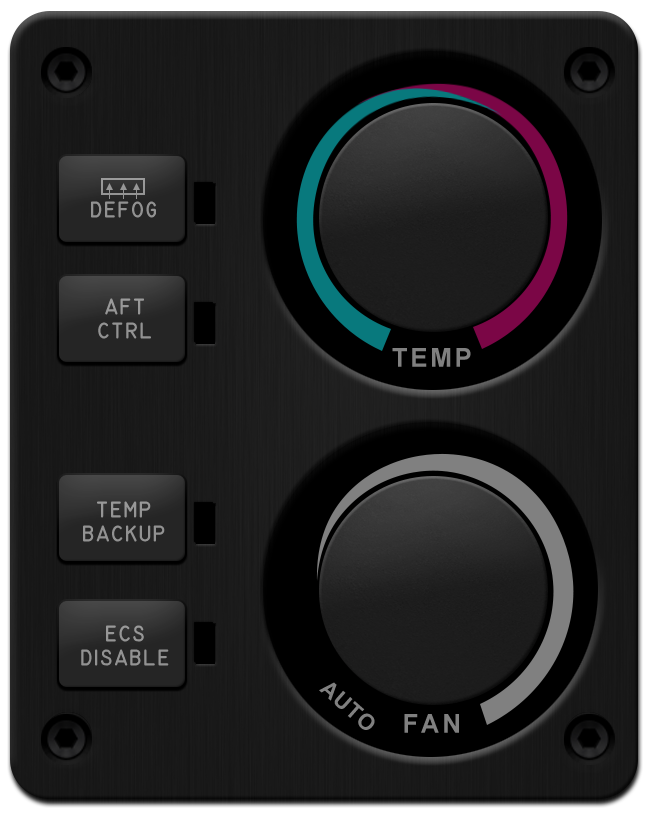 DEFOG
AFT
CTRL
TEMP
TEMP
BACKUP
ECS
DISABLE
AUTO
FAN